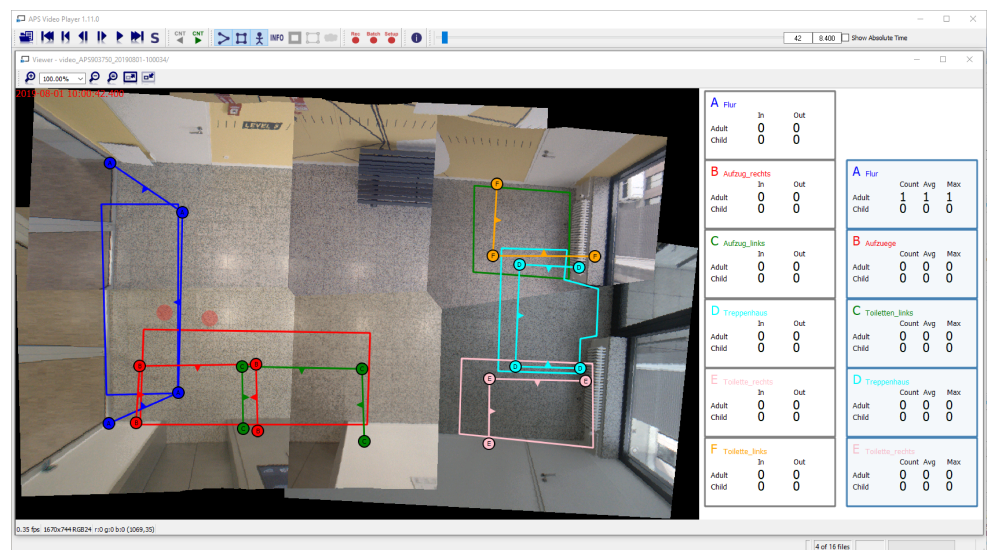 APS Video Player 1.11.0
S CNT CNT INFO Rec Batch Setup 42 8.400 Show Absolute Time
Viewer - video_APS903750_20190801-100034/
100.00%
2019-08-01 10:00:42.400
LEVEL
A Flur
In Out
Adult 0 0
Child 0 0
B Aufzug_rechts
In Out
Adult 0 0
Child 0 0
C Aufzug_links
In Out
Adult 0 0
Child 0 0
D Treppenhaus
In Out
Adult 0 0
Child 0 0
E Toilette_rechts
In Out
Adult 0 0
Child 0 0
F Toilette_links
In Out
Adult 0 0
Child 0 0
A Flur
Count Avg Max
Adult 1 1 1
Child 0 0 0
B Aufzuege
Count Avg Max
Adult 0 0 0
Child 0 0 0
C Toiletten_links
Count Avg Max
Adult 0 0 0
Child 0 0 0
D Treppenhaus
Count Avg Max
Adult 0 0 0
Child 0 0 0
E Toilette_rechts
Count Avg Max
Adult 0 0 0
Child 0 0 0
A
A
F
F
F
D
D
B
C
B
C
D
D
E
E
A
A
B
C
B
C
E
0.35 fps 1670x744 RGB24 r:0 g:0 b:0 (1069,35)
4 of 16 files